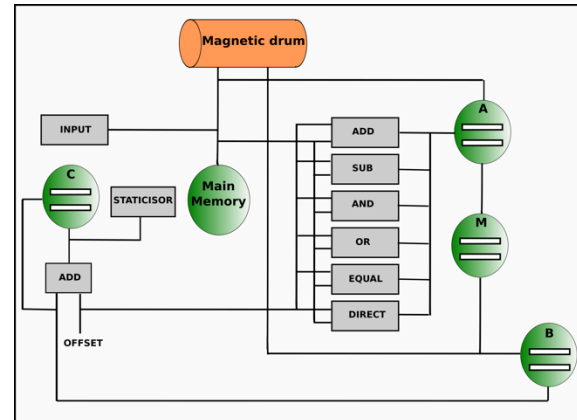 Magnetic drum
A
INPUT
ADD
C
SUB
STATICISOR
Main
Memory
AND
M
OR
ADD
EQUAL
DIRECT
B
OFFSET